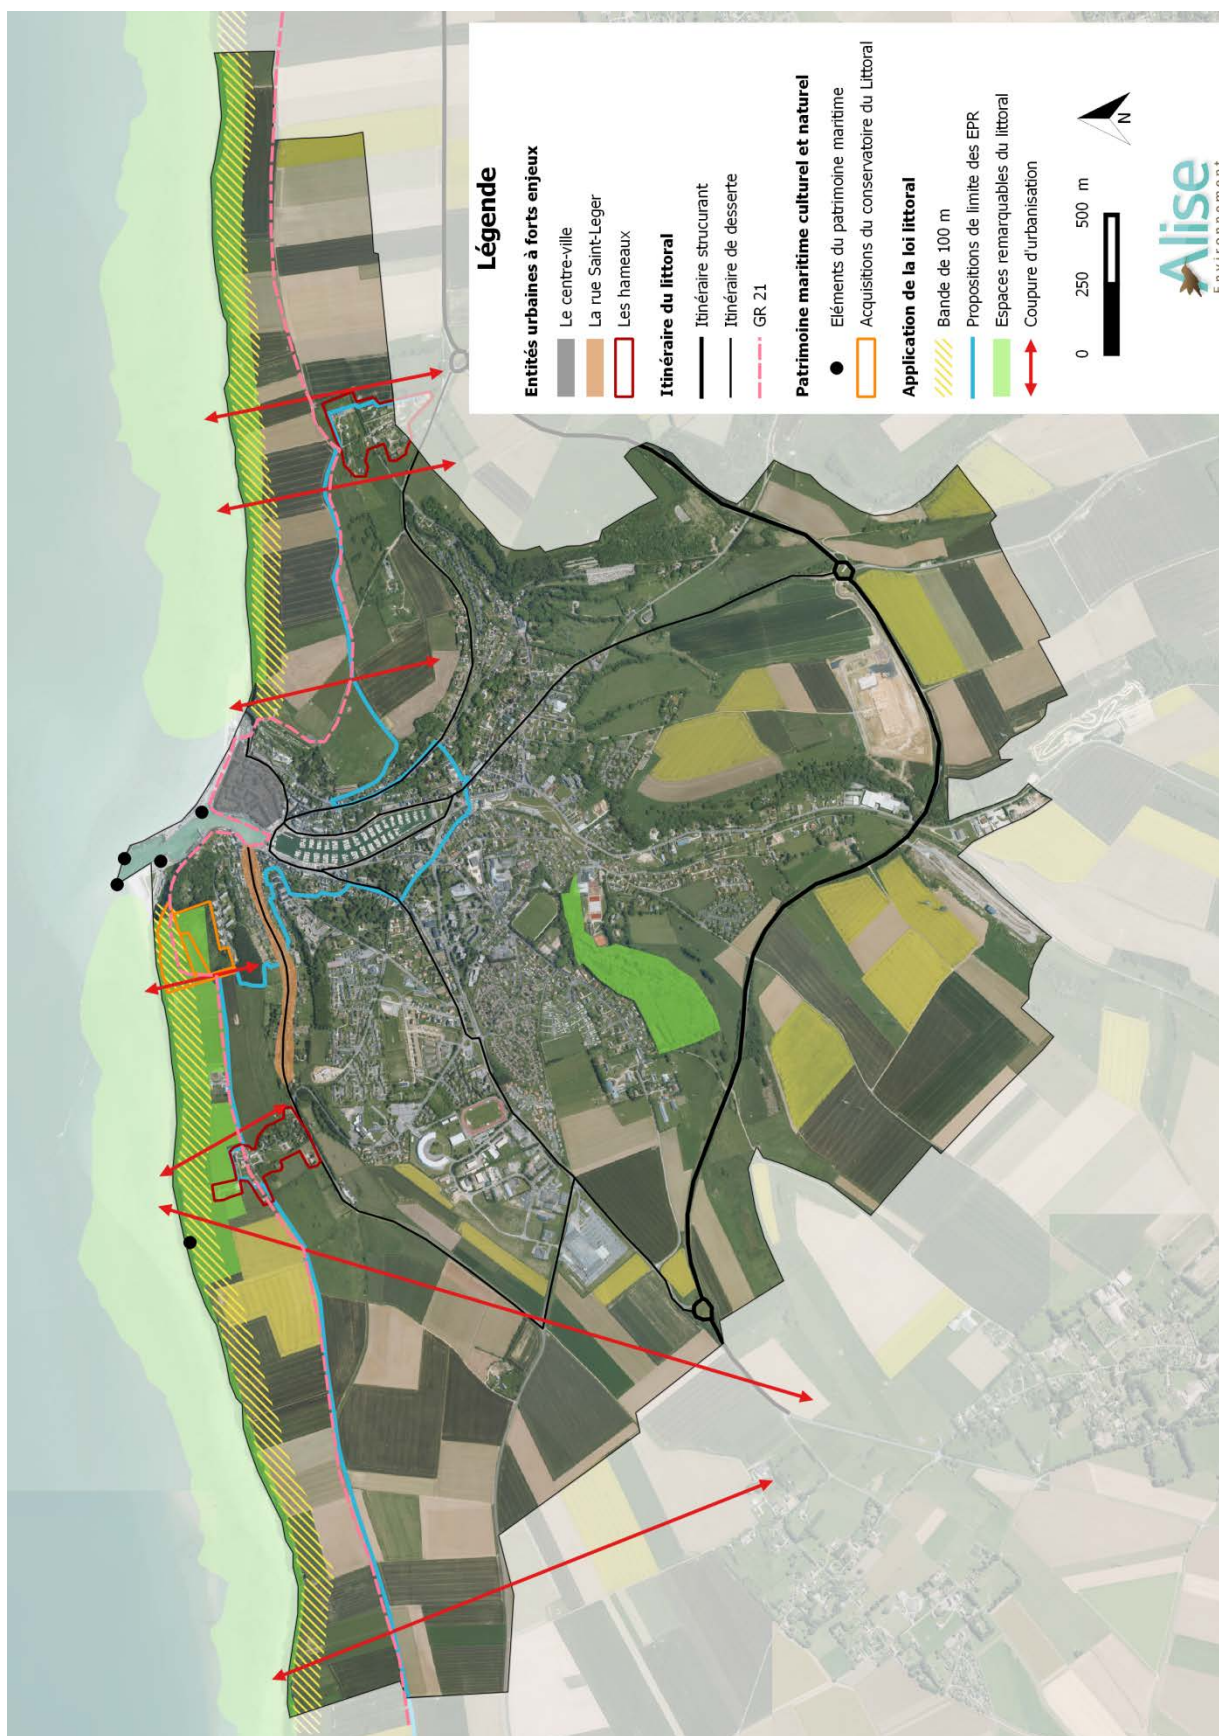 Légende
Entités urbaines à forts enjeux
Le centre-ville
La rue Saint-Leger
Les hameaux
Itinéraire du littoral
Itinéraire strucurant
Itinéraire de desserte
GR 21
Patrimoine maritime culturel et naturel
Eléments du patrimoine maritime
Acquisitions du conservatoire du Littoral
Application de la loi littoral
Bande de 100 m
Propositions de limite des EPR
Espaces remarquables du littoral
Coupure d'urbanisation
0 250 500 m
N
Alise
Environnement